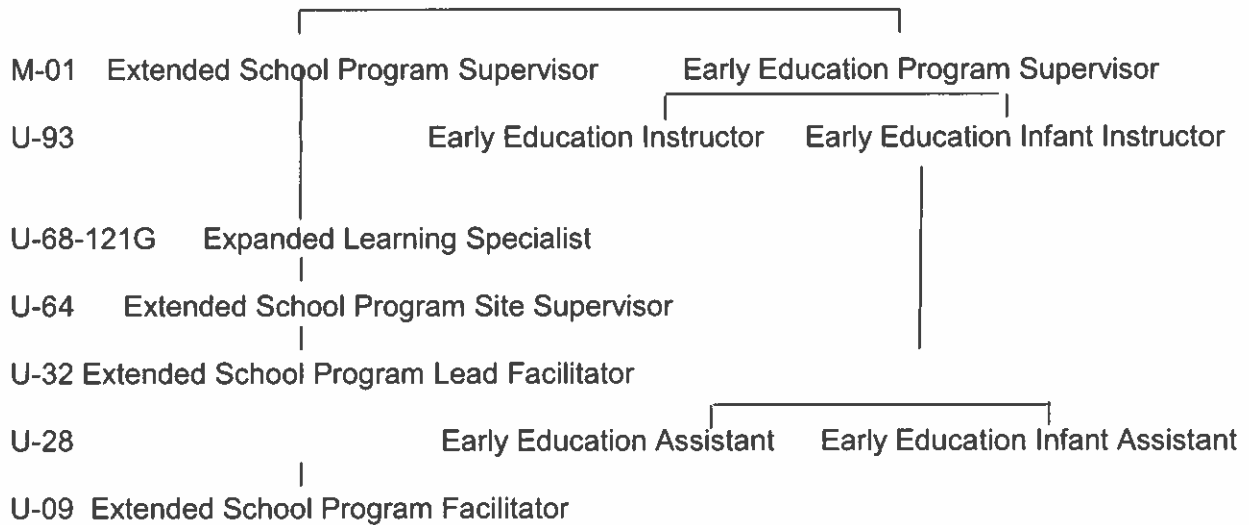 M-01 Extended School Program Supervisor Early Education Program Supervisor
U-93 Early Education Instructor Early Education Infant Instructor
U-68-121G Expanded Learning Specialist
U-64 Extended School Program Site Supervisor
U-32 Extended School Program Lead Facilitator
U-28 Early Education Assistant Early Education Infant Assistant
U-09 Extended School Program Facilitator